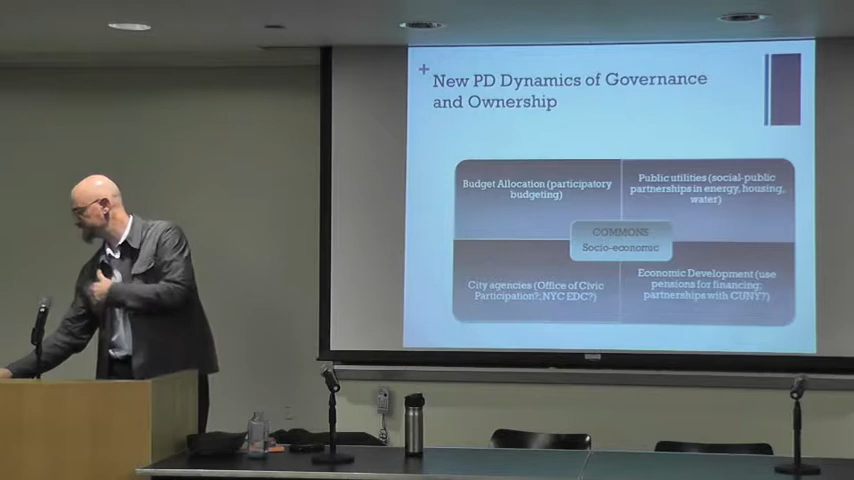 +
New PD Dynamics of Governance
and Ownership
Budget Allocation (participatory
budgeting)
Public utilities (social-public
partnerships in energy, housing,
water)
COMMONS
Socio-economic
City agencies (Office of Civic
Participation?; NYC EDC?)
Economic Development (use
pensions for financing;
partnerships with CUNY?)